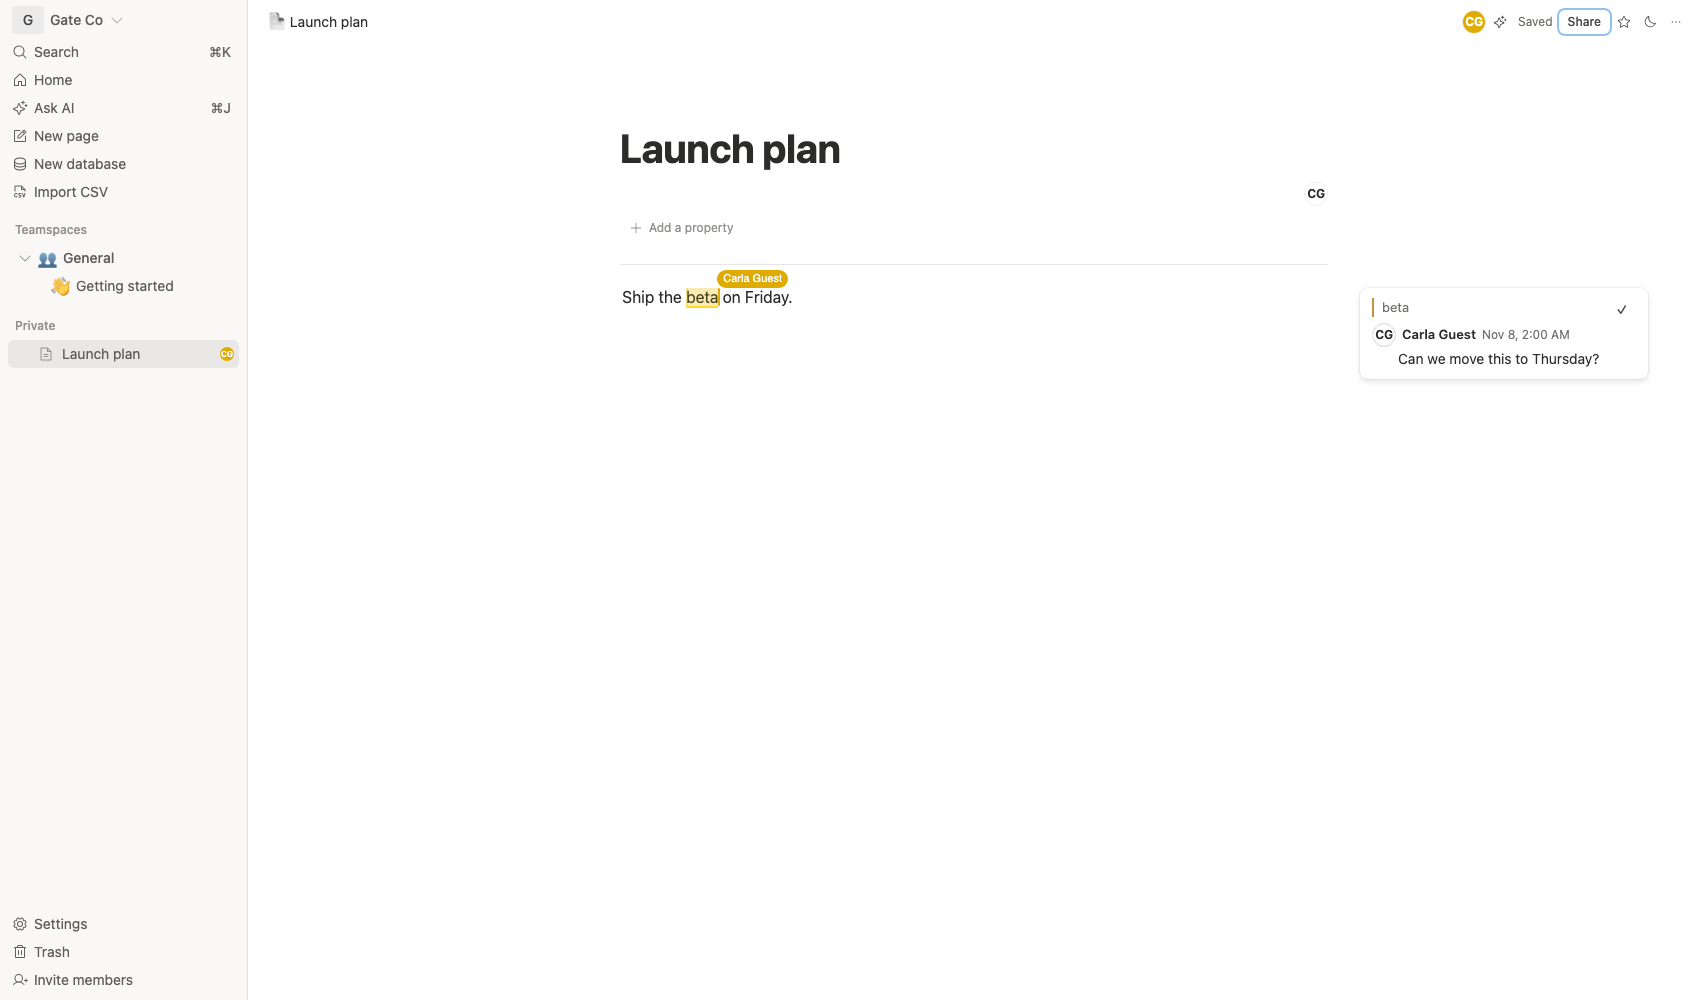 G Gate Co
Search ⌘K
Home
Ask AI ⌘J
New page
New database
CSV Import CSV
Teamspaces
General
Getting started
Private
Launch plan CG
Settings
Trash
Invite members
Launch plan
CG Saved Share
Launch plan
CG
Add a property
Carla Guest
Ship the beta on Friday.
beta
CG Carla Guest Nov 8, 2:00 AM
Can we move this to Thursday?